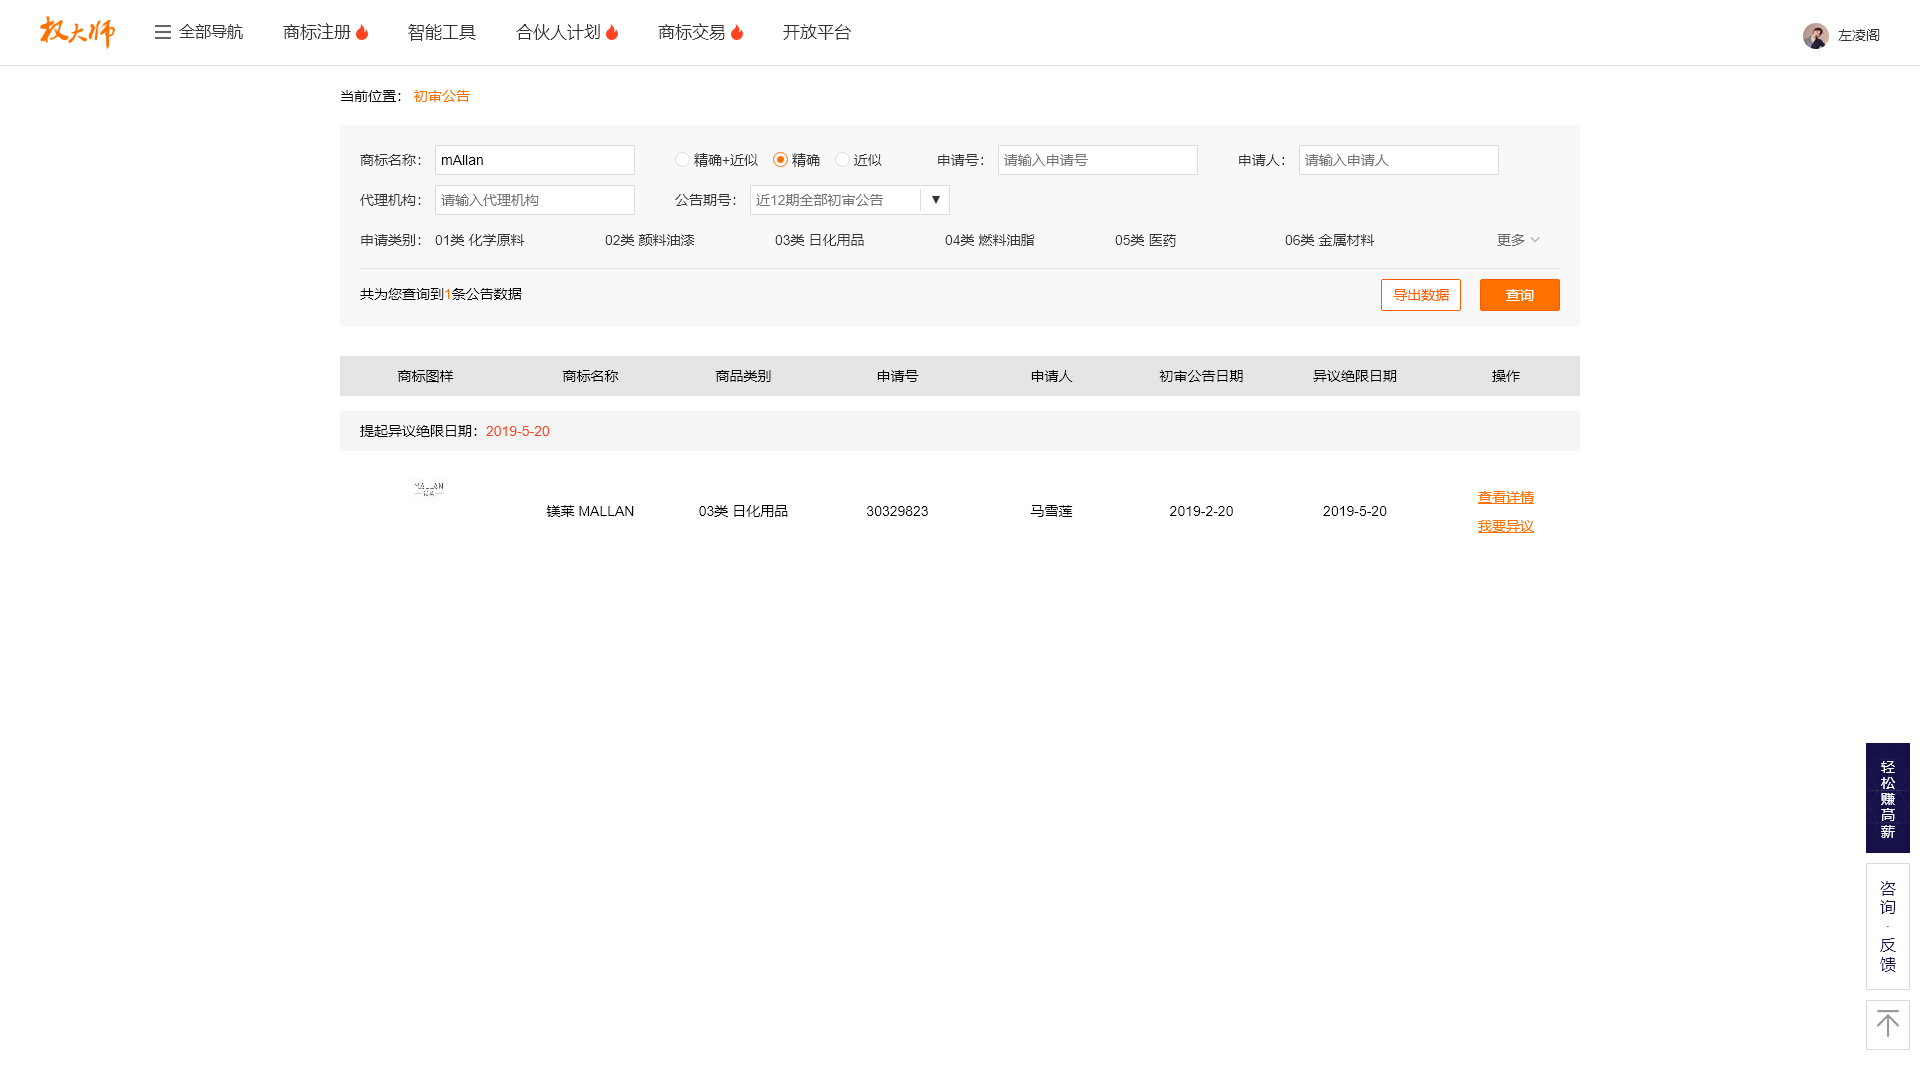 权大师 全部导航 商标注册 智能工具 合伙人计划 商标交易 开放平台 左凌阁
当前位置： 初审公告
商标名称： mAllan 精确+近似 精确 近似 申请号： 请输入申请号 申请人： 请输入申请人
代理机构： 请输入代理机构 公告期号： 近12期全部初审公告 ▼
申请类别： 01类 化学原料 02类 颜料油漆 03类 日化用品 04类 燃料油脂 05类 医药 06类 金属材料 更多
共为您查询到1条公告数据 导出数据 查询
商标图样 商标名称 商品类别 申请号 申请人 初审公告日期 异议绝限日期 操作
提起异议绝限日期：2019-5-20
镁莱 MALLAN 03类 日化用品 30329823 马雪莲 2019-2-20 2019-5-20 查看详情
我要异议
轻松赚高薪
咨询·反馈